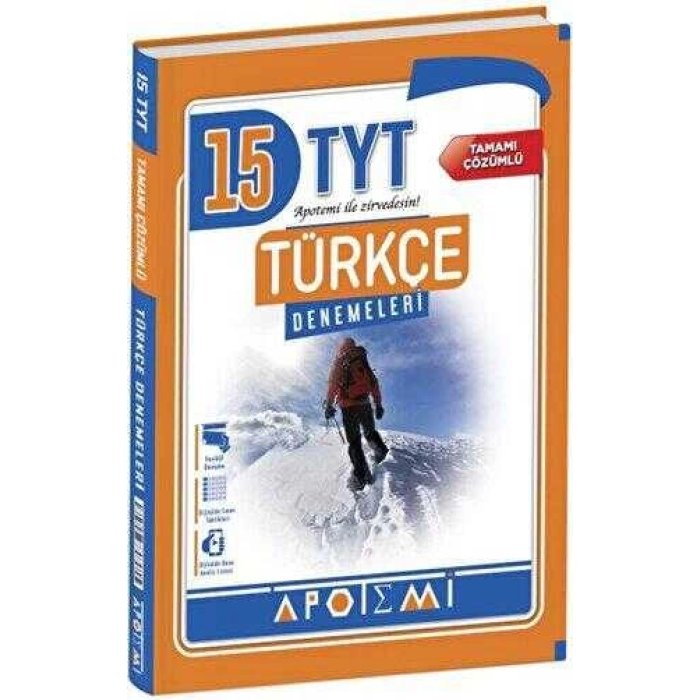 15 TYT
TAMAMI
ÇÖZÜMLÜ
Apotemi ile zirvedesin!
TÜRKÇE
DENEMELERİ
APOTEMİ
15 TYT TAMAMI ÇÖZÜMLÜ TÜRKÇE DENEMELERİ APOTEMİ